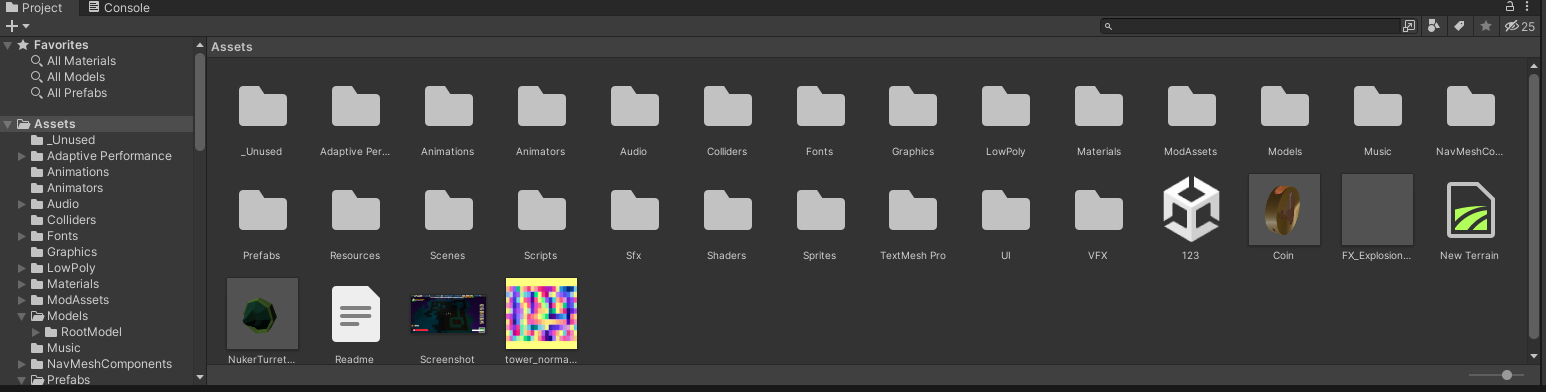 Project
Console
25
Favorites
All Materials
All Models
All Prefabs
Assets
_Unused
Adaptive Performance
Animations
Animators
Audio
Colliders
Fonts
Graphics
LowPoly
Materials
ModAssets
Models
RootModel
Music
NavMeshComponents
Prefabs
Assets
_Unused
Adaptive Per...
Animations
Animators
Audio
Colliders
Fonts
Graphics
LowPoly
Materials
ModAssets
Models
Music
NavMeshCo...
Prefabs
Resources
Scenes
Scripts
Sfx
Shaders
Sprites
TextMesh Pro
UI
VFX
123
Coin
FX_Explosion...
New Terrain
NukerTurret...
Readme
Screenshot
tower_norma...